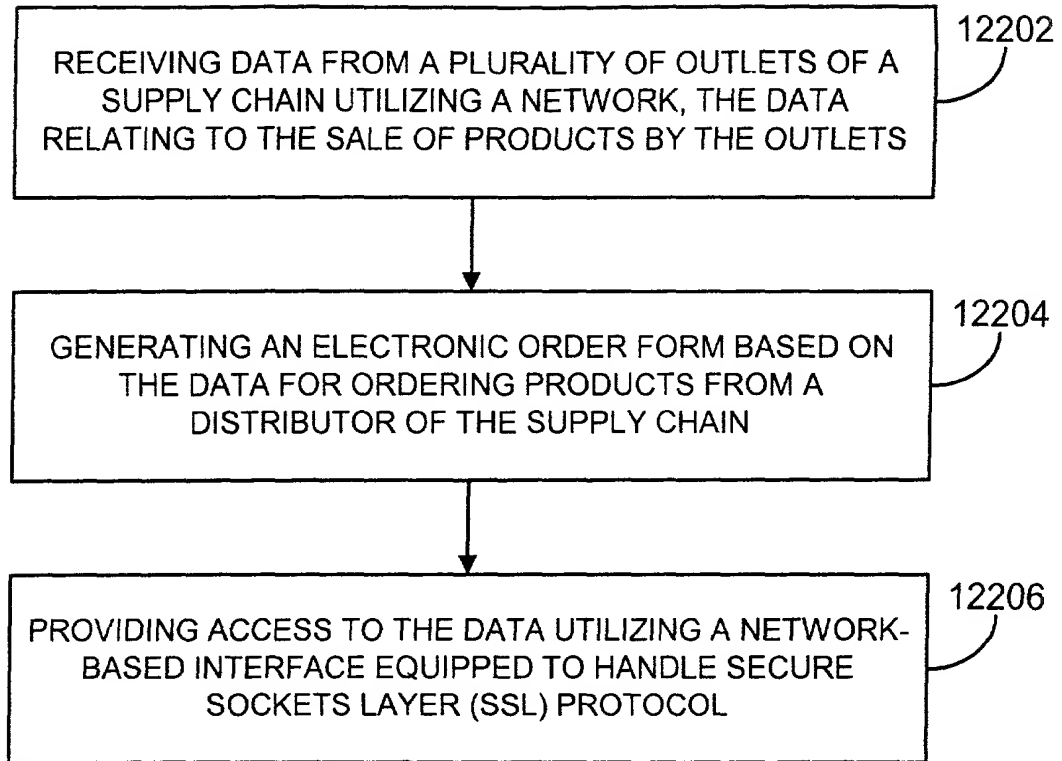 12202
RECEIVING DATA FROM A PLURALITY OF OUTLETS OF A
SUPPLY CHAIN UTILIZING A NETWORK, THE DATA
RELATING TO THE SALE OF PRODUCTS BY THE OUTLETS
12204
GENERATING AN ELECTRONIC ORDER FORM BASED ON
THE DATA FOR ORDERING PRODUCTS FROM A
DISTRIBUTOR OF THE SUPPLY CHAIN
12206
PROVIDING ACCESS TO THE DATA UTILIZING A NETWORK-
BASED INTERFACE EQUIPPED TO HANDLE SECURE
SOCKETS LAYER (SSL) PROTOCOL